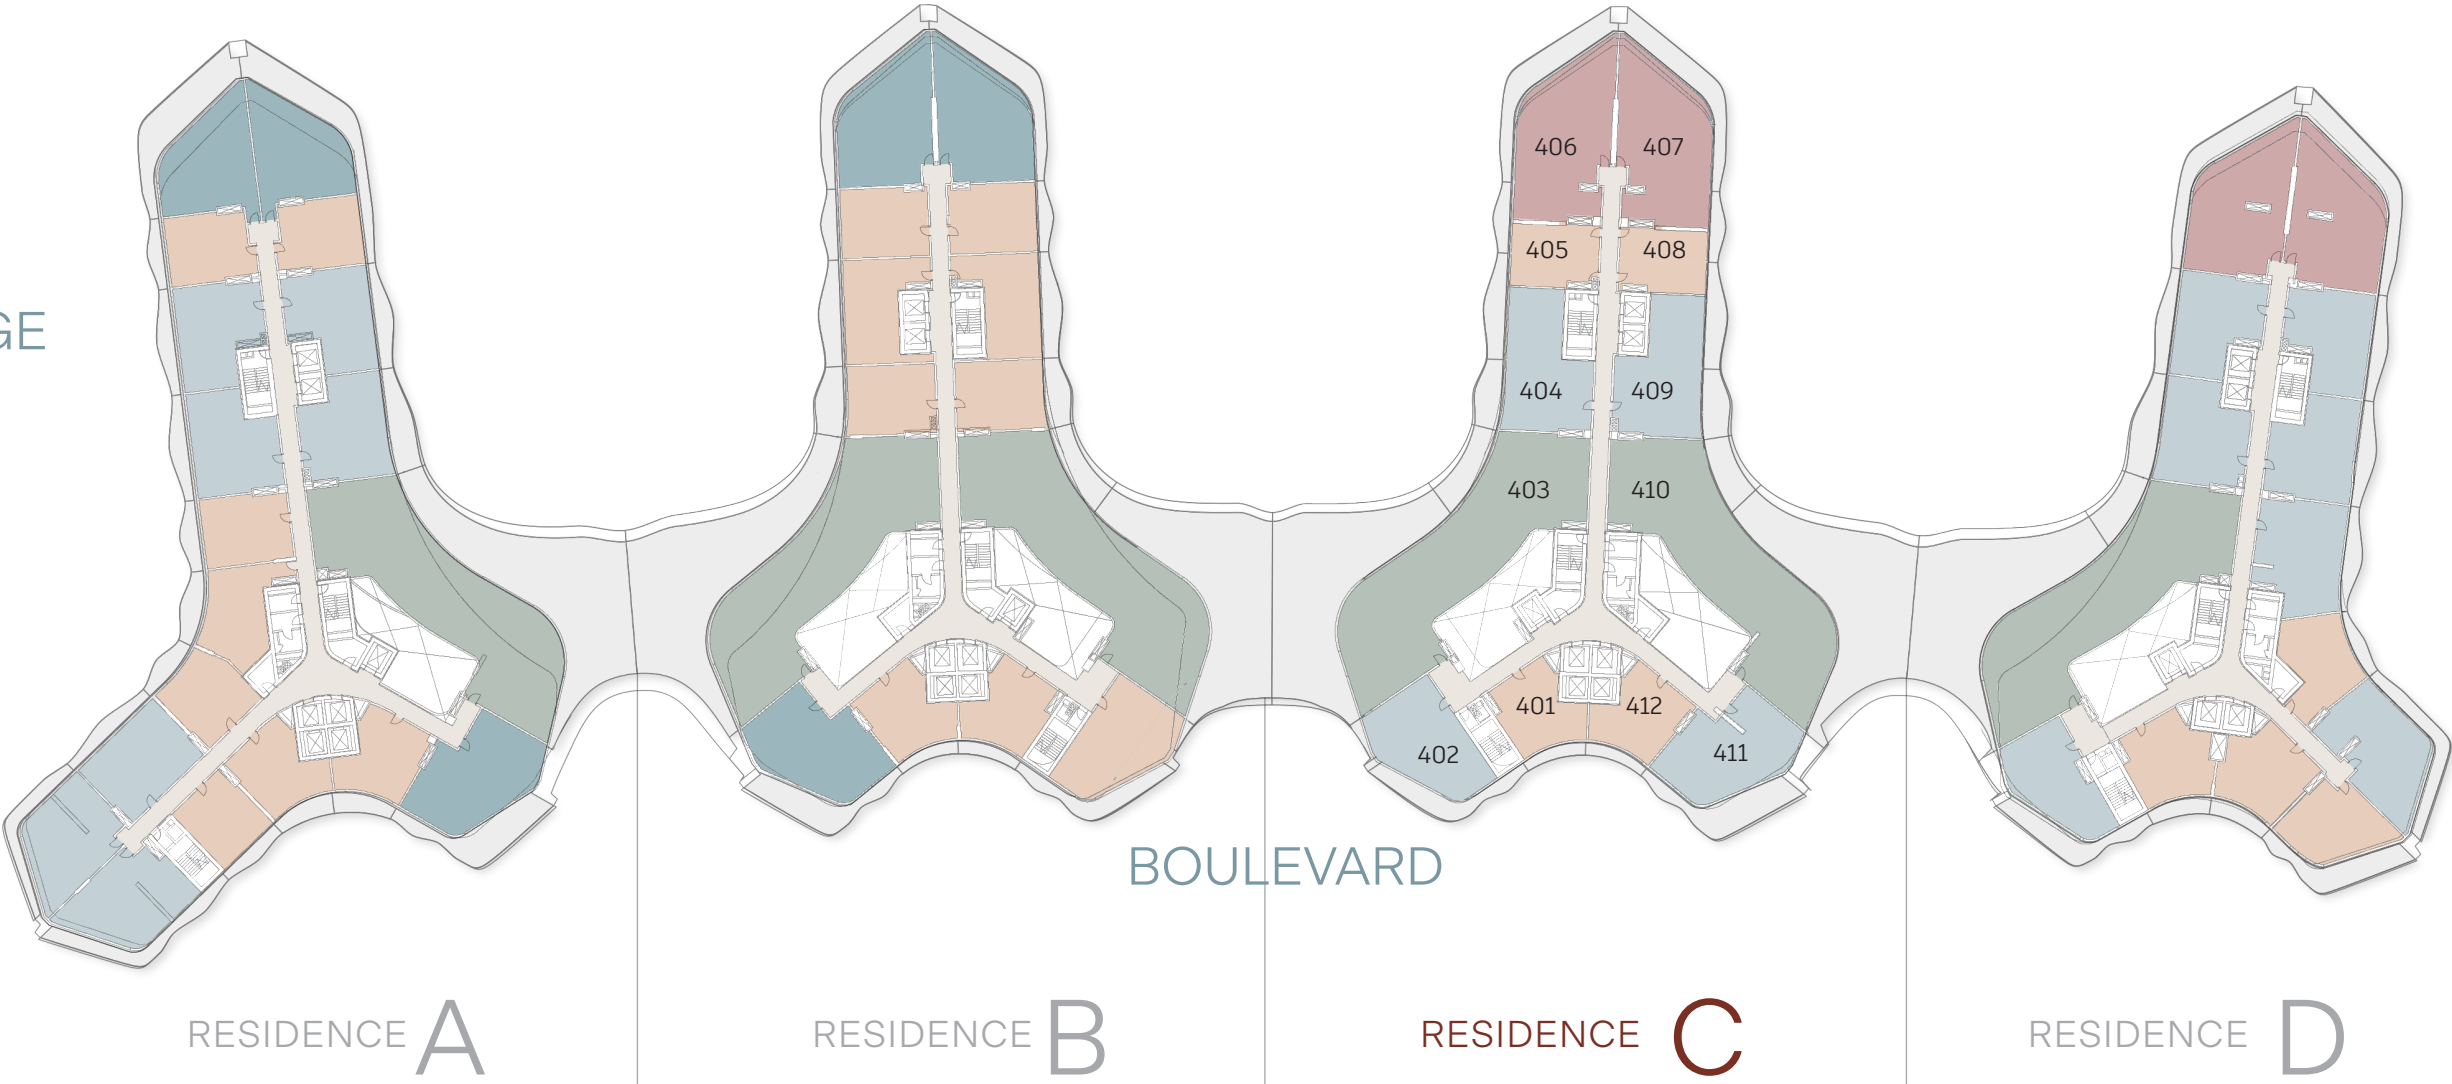 406 407
405 408
GE
404 409
403 410
401 412
402 411
BOULEVARD
RESIDENCE A
RESIDENCE B
RESIDENCE C
RESIDENCE D